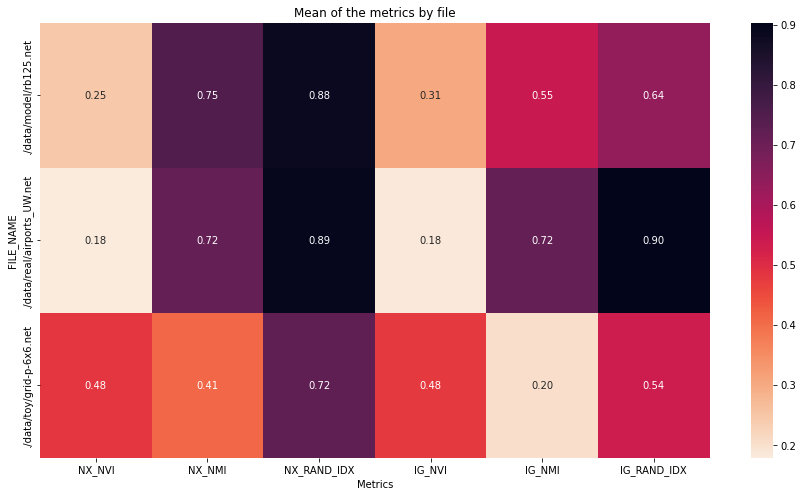 Mean of the metrics by file
FILE_NAME
./data/model/rb125.net
0.25 0.75 0.88 0.31 0.55 0.64
./data/real/airports_UW.net
0.18 0.72 0.89 0.18 0.72 0.90
./data/toy/grid-p-6x6.net
0.48 0.41 0.72 0.48 0.20 0.54
NX_NVI NX_NMI NX_RAND_IDX IG_NVI IG_NMI IG_RAND_IDX
Metrics
0.9
0.8
0.7
0.6
0.5
0.4
0.3
0.2